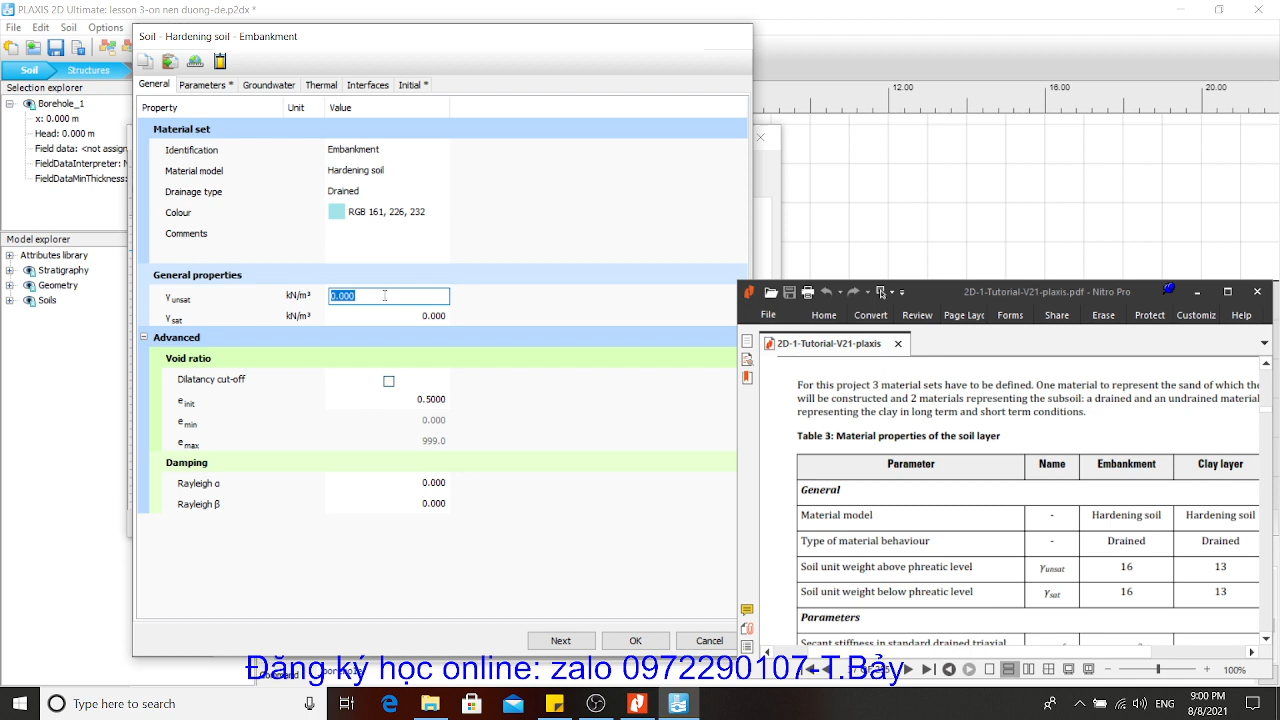 PLAXIS 2D Ultimate: lesson 3-on nen duong-de.p2dx *
File Edit Soil Options
Soil Structures
Selection explorer
Borehole_1
x: 0.000 m
Head: 0.000 m
Field data: <not assign
FieldDataInterpreter: N
FieldDataMinThickness:
Model explorer
Attributes library
Stratigraphy
Geometry
Soils
Soil - Hardening soil - Embankment
General Parameters * Groundwater Thermal Interfaces Initial *
Property Unit Value
Material set
Identification Embankment
Material model Hardening soil
Drainage type Drained
Colour RGB 161, 226, 232
Comments
General properties
γ unsat kN/m³ 0.000
γ sat kN/m³ 0.000
Advanced
Void ratio
Dilatancy cut-off
e init 0.5000
e min 0.000
e max 999.0
Damping
Rayleigh α 0.000
Rayleigh β 0.000
Next OK Cancel
12.00 16.00 20.00
2D-1-Tutorial-V21-plaxis.pdf - Nitro Pro
File Home Convert Review Page Layc Forms Share Erase Protect Customiz Help
2D-1-Tutorial-V21-plaxis
For this project 3 material sets have to be defined. One material to represent the sand of which the
will be constructed and 2 materials representing the subsoil: a drained and an undrained material
representing the clay in long term and short term conditions.
Table 3: Material properties of the soil layer
Parameter Name Embankment Clay layer
General
Material model - Hardening soil Hardening soil
Type of material behaviour - Drained Drained
Soil unit weight above phreatic level γunsat 16 13
Soil unit weight below phreatic level γsat 16 13
Parameters
Secant stiffness in standard drained triaxial
100%
Đăng ký học online: zalo 0972290107-T.Bảy
Type here to search
9:00 PM
8/8/2021